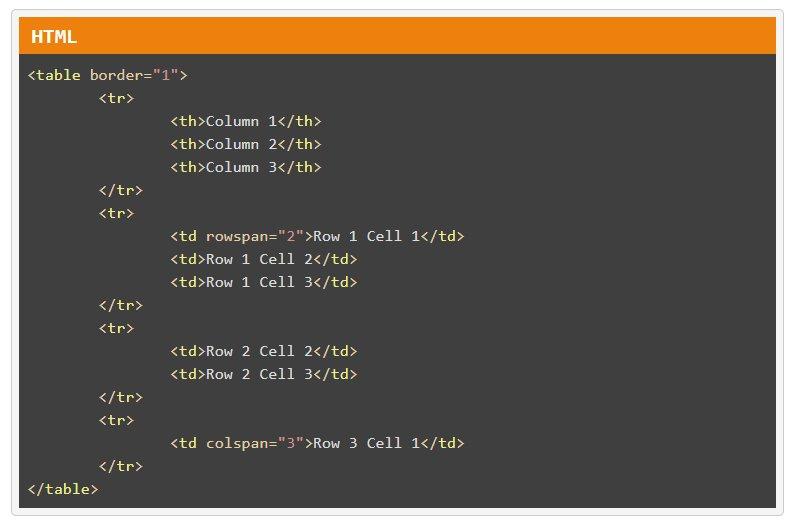 HTML
<table border="1">
<tr>
<th>Column 1</th>
<th>Column 2</th>
<th>Column 3</th>
</tr>
<tr>
<td rowspan="2">Row 1 Cell 1</td>
<td>Row 1 Cell 2</td>
<td>Row 1 Cell 3</td>
</tr>
<tr>
<td>Row 2 Cell 2</td>
<td>Row 2 Cell 3</td>
</tr>
<tr>
<td colspan="3">Row 3 Cell 1</td>
</tr>
</table>